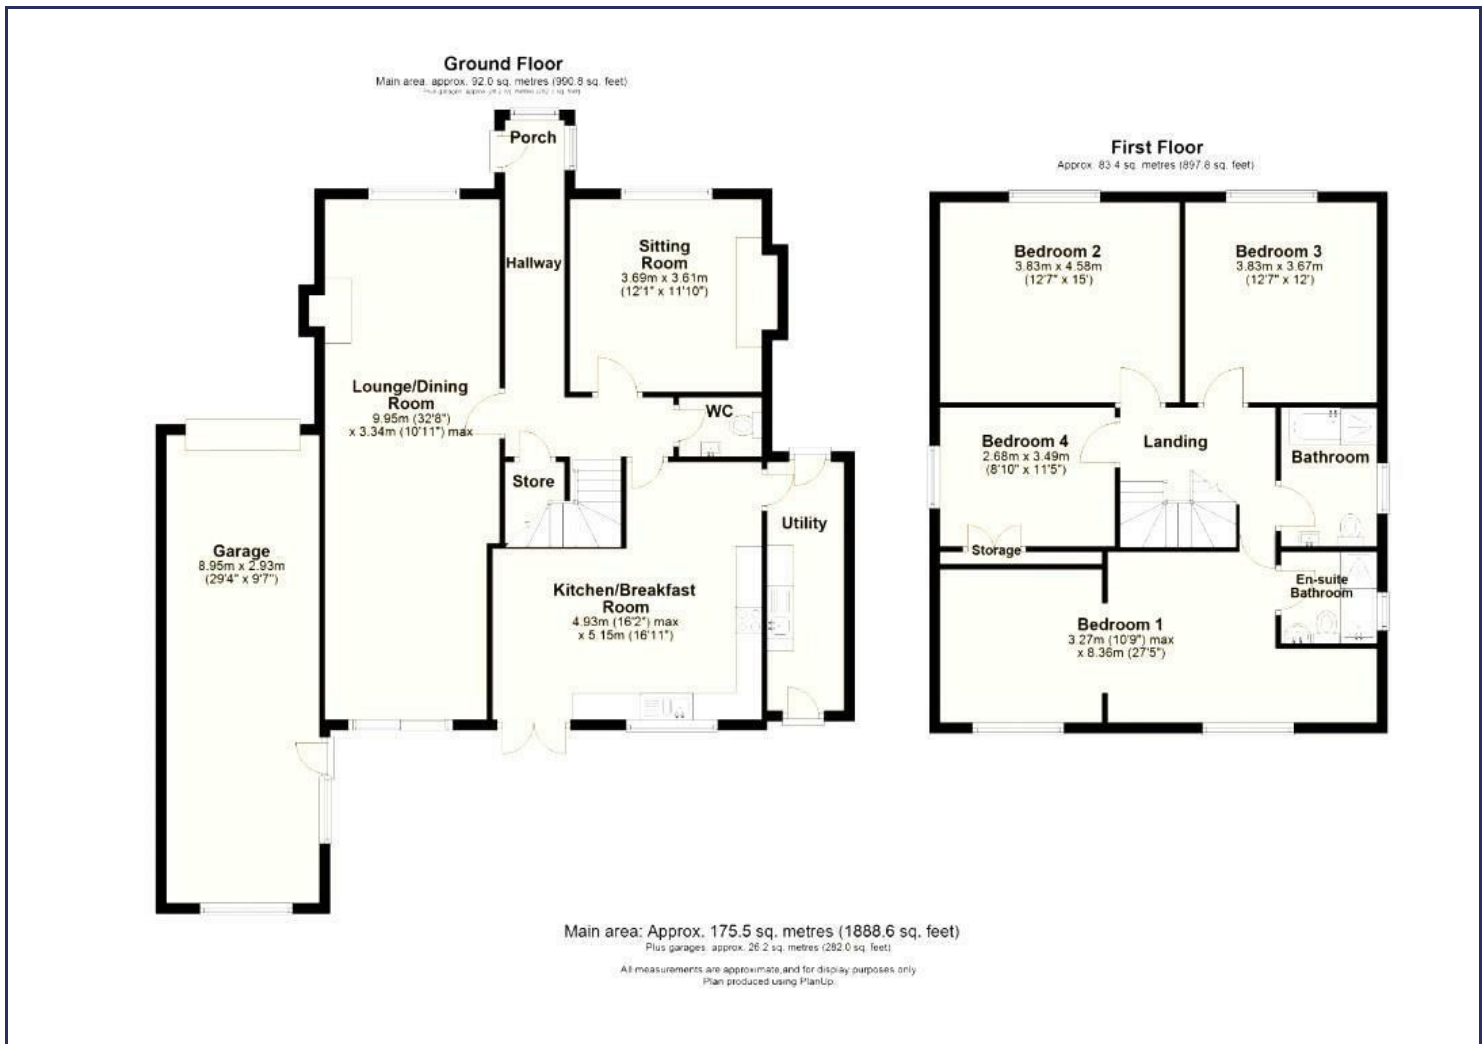 Ground Floor
Main area: approx. 92.0 sq. metres (990.8 sq. feet)
Porch
Hallway
Sitting
Room
3.69m x 3.61m
(12'1" x 11'10")
Lounge/Dining
Room
9.95m (32'8")
x 3.34m (10'11") max
WC
Store
Utility
Garage
8.95m x 2.93m
(29'4" x 9'7")
Kitchen/Breakfast
Room
4.93m (16'2") max
x 5.15m (16'11")
First Floor
Approx. 83.4 sq. metres (897.8 sq. feet)
Bedroom 2
3.83m x 4.58m
(12'7" x 15')
Bedroom 3
3.83m x 3.67m
(12'7" x 12')
Bedroom 4
2.68m x 3.49m
(8'10" x 11'5")
Landing
Bathroom
Storage
En-suite
Bathroom
Bedroom 1
3.27m (10'9") max
x 8.36m (27'5")
Main area: Approx. 175.5 sq. metres (1888.6 sq. feet)
Plus garages, approx. 26.2 sq. metres (282.0 sq. feet)
All measurements are approximate,and for display purposes only
Plan produced using PlanUp.